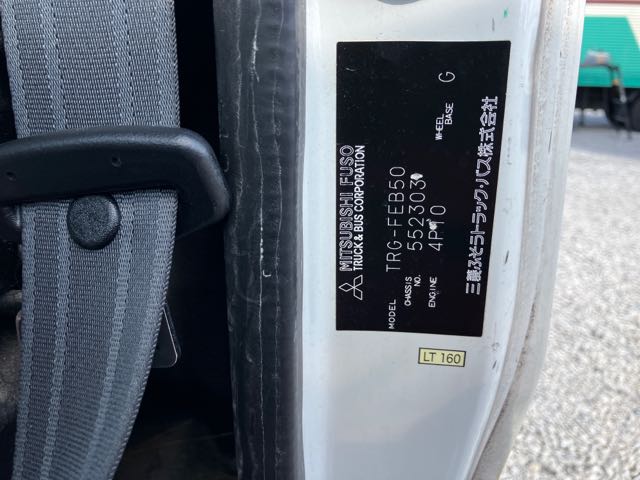 MITSUBISHI FUSO
TRUCK & BUS CORPORATION
MODEL TRG-FEB50
CHASSIS NO. 552303
ENGINE 4P10
WHEEL BASE G
三菱ふそうトラック・バス株式会社
LT 160